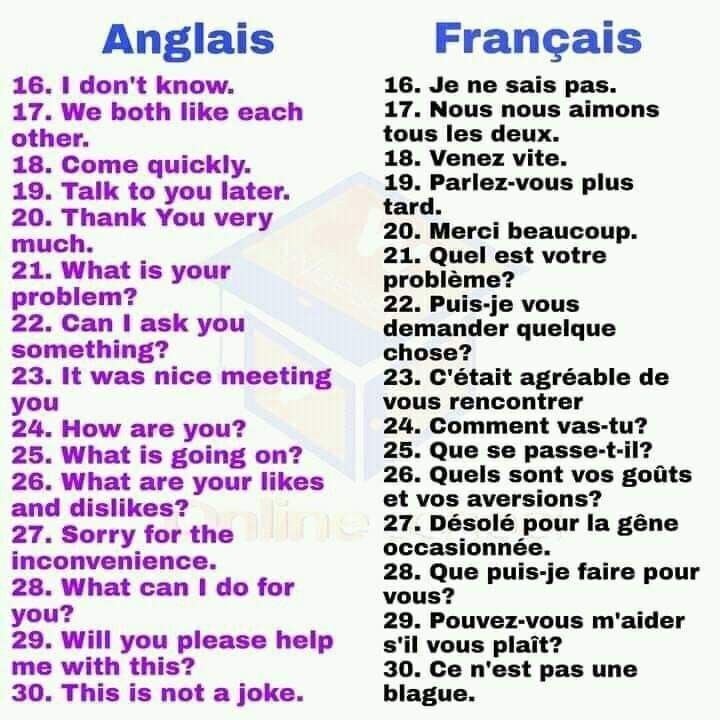 Anglais
16. I don't know.
17. We both like each
other.
18. Come quickly.
19. Talk to you later.
20. Thank You very
much.
21. What is your
problem?
22. Can I ask you
something?
23. It was nice meeting
you
24. How are you?
25. What is going on?
26. What are your likes
and dislikes?
27. Sorry for the
inconvenience.
28. What can I do for
you?
29. Will you please help
me with this?
30. This is not a joke.
Français
16. Je ne sais pas.
17. Nous nous aimons
tous les deux.
18. Venez vite.
19. Parlez-vous plus
tard.
20. Merci beaucoup.
21. Quel est votre
problème?
22. Puis-je vous
demander quelque
chose?
23. C'était agréable de
vous rencontrer
24. Comment vas-tu?
25. Que se passe-t-il?
26. Quels sont vos goûts
et vos aversions?
27. Désolé pour la gêne
occasionnée.
28. Que puis-je faire pour
vous?
29. Pouvez-vous m'aider
s'il vous plaît?
30. Ce n'est pas une
blague.
Online